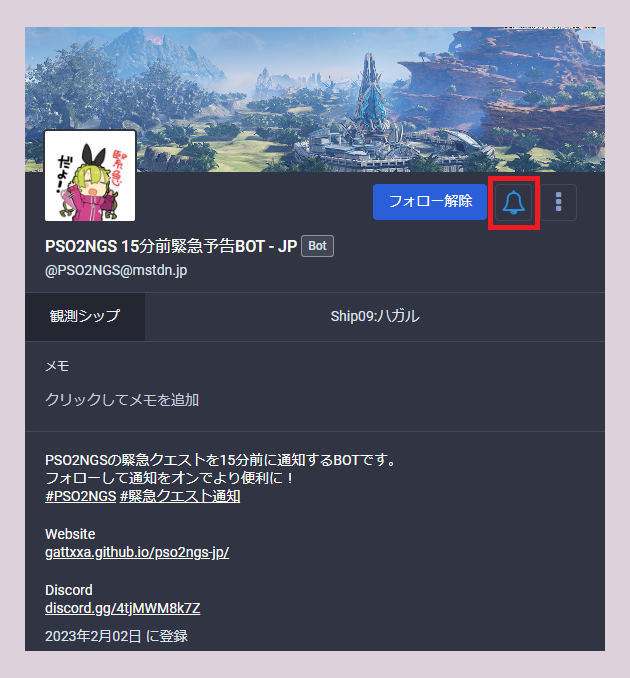 緊急
だよ!
フォロー解除
PSO2NGS 15分前緊急予告BOT - JP Bot
@PSO2NGS@mstdn.jp
観測シップ Ship09:ハガル
メモ
クリックしてメモを追加
PSO2NGSの緊急クエストを15分前に通知するBOTです。
フォローして通知をオンでより便利に！
#PSO2NGS #緊急クエスト通知
Website
gattxxa.github.io/pso2ngs-jp/
Discord
discord.gg/4tjMWM8k7Z
2023年2月02日 に登録